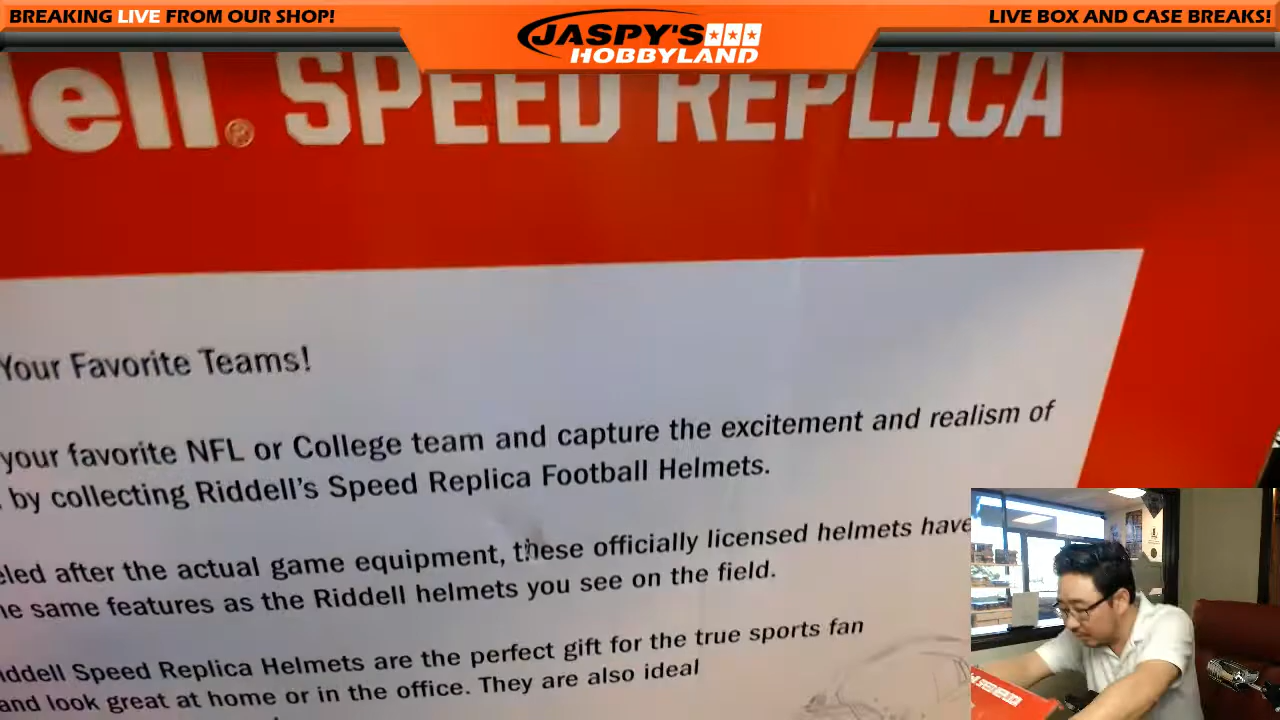 BREAKING LIVE FROM OUR SHOP!
JASPY'S
HOBBYLAND
LIVE BOX AND CASE BREAKS!
dell® SPEED REPLICA
Your Favorite Teams!
your favorite NFL or College team and capture the excitement and realism of
by collecting Riddell's Speed Replica Football Helmets.
eled after the actual game equipment, these officially licensed helmets have
he same features as the Riddell helmets you see on the field.
iddell Speed Replica Helmets are the perfect gift for the true sports fan
and look great at home or in the office. They are also ideal
SPEED